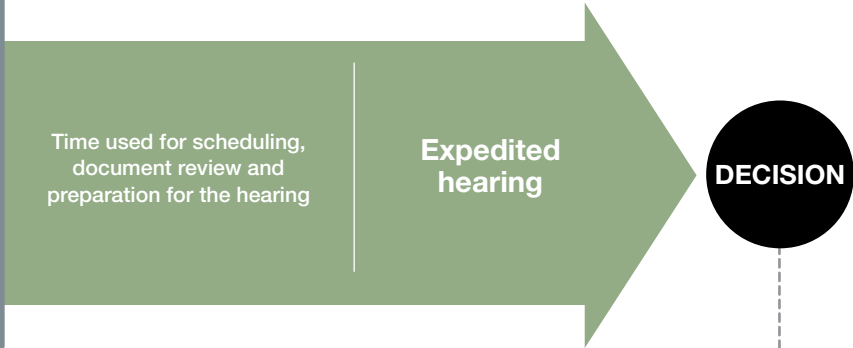 Time used for scheduling,
document review and
preparation for the hearing
Expedited
hearing
DECISION